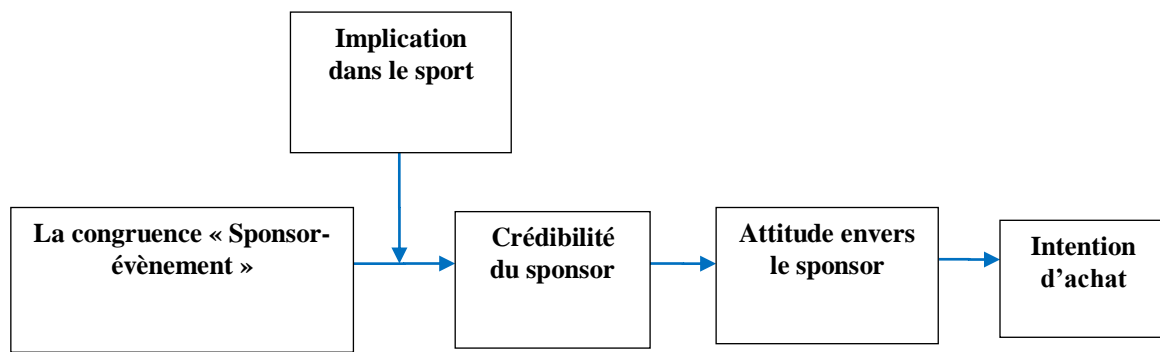 Implication
dans le sport
La congruence « Sponsor-
évènement »
Crédibilité
du sponsor
Attitude envers
le sponsor
Intention
d’achat